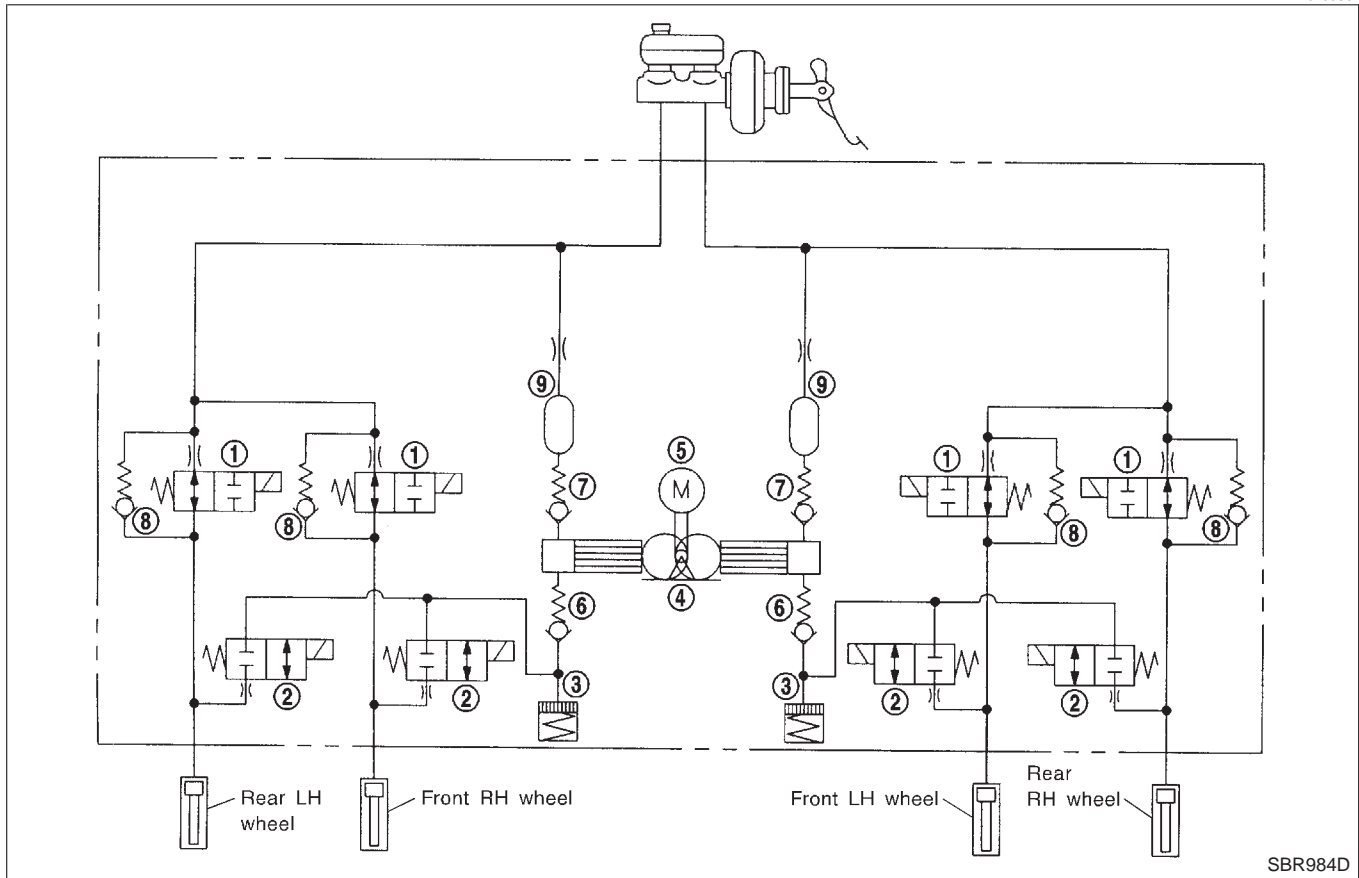 ⑨ ⑨
① ① ⑤ ① ①
⑦ M ⑦
⑧ ⑧ ⑧ ⑧
⑥ ④ ⑥
② ② ③ ③ ② ②
Rear LH
wheel
Front RH wheel
Front LH wheel
Rear
RH wheel
SBR984D